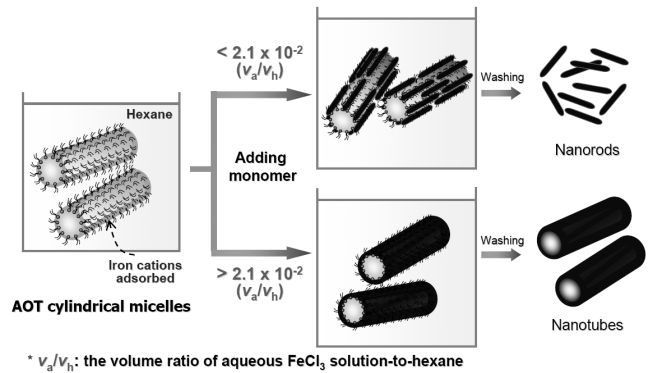 Hexane
Iron cations
adsorbed
AOT cylindrical micelles
< 2.1 x 10⁻²
(vₐ/vₕ)
Adding
monomer
> 2.1 x 10⁻²
(vₐ/vₕ)
Washing
Nanorods
Washing
Nanotubes
* vₐ/vₕ: the volume ratio of aqueous FeCl₃ solution-to-hexane